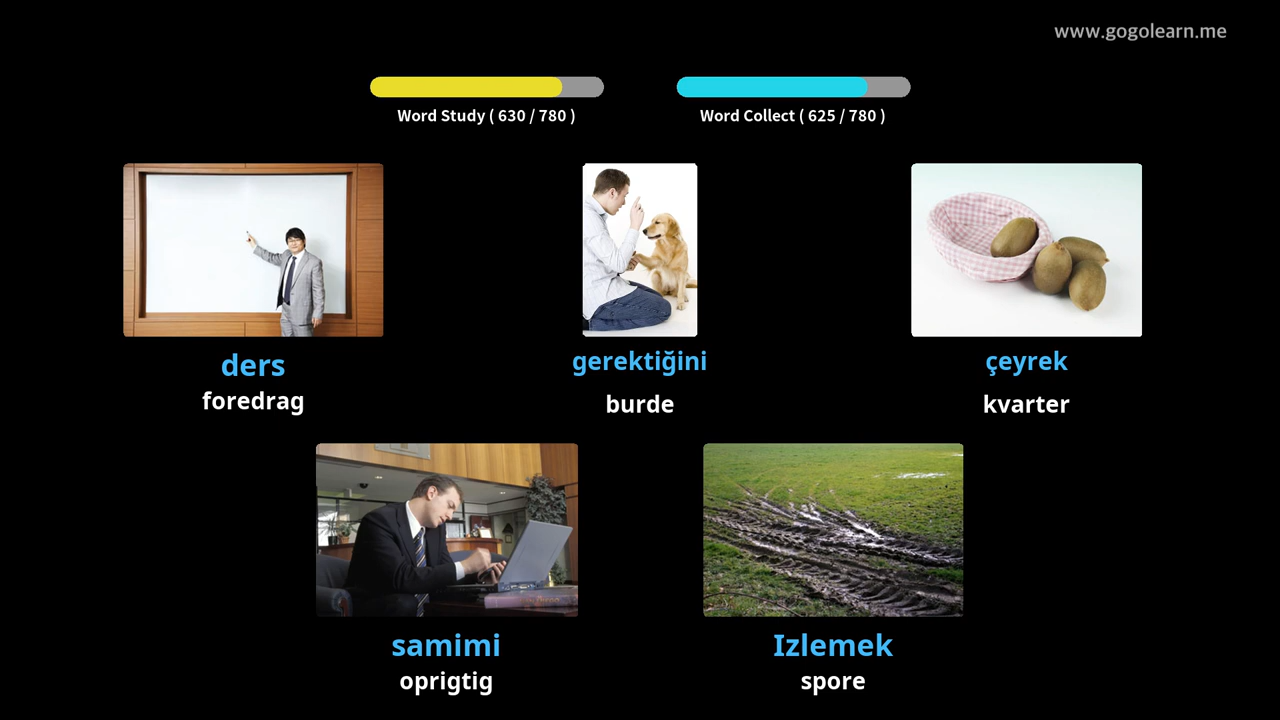 www.gogolearn.me
Word Study ( 630 / 780 )
Word Collect ( 625 / 780 )
ders
foredrag
gerektiğini
burde
çeyrek
kvarter
samimi
oprigtig
Izlemek
spore